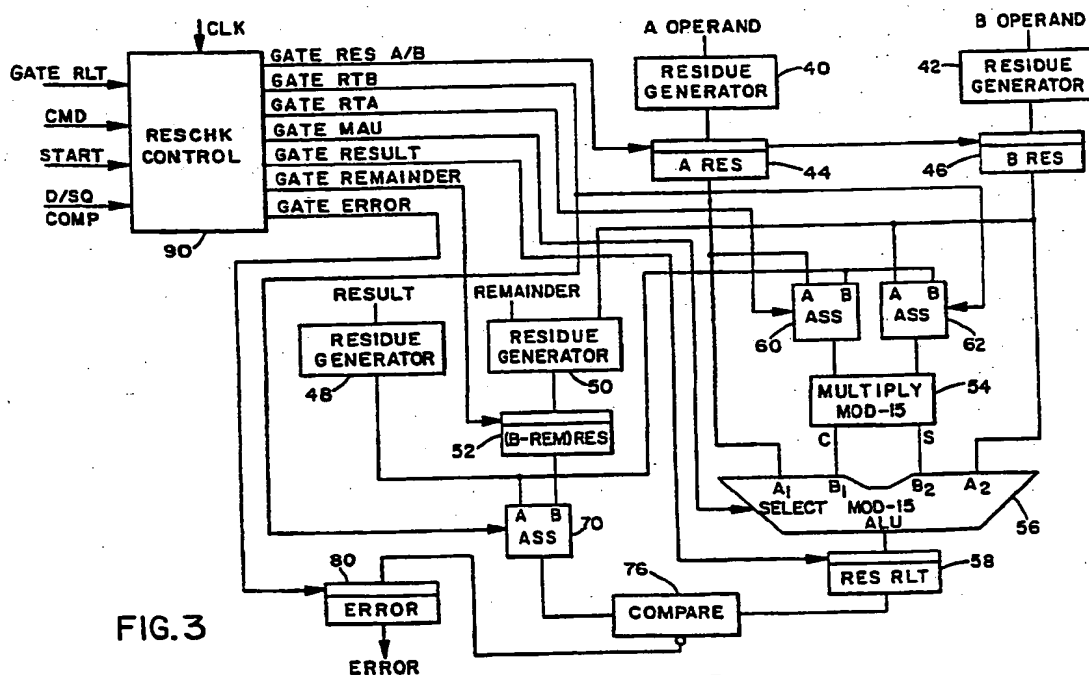 CLK
A OPERAND
B OPERAND
GATE RLT
CMD
START
D/SQ
COMP
RESCHK
CONTROL
90
GATE RES A/B
GATE RTB
GATE RTA
GATE MAU
GATE RESULT
GATE REMAINDER
GATE ERROR
RESIDUE
GENERATOR
40
42
RESIDUE
GENERATOR
A RES
44
46
B RES
RESULT
REMAINDER
RESIDUE
GENERATOR
48
RESIDUE
GENERATOR
50
A B
ASS
60
A B
ASS
62
MULTIPLY
MOD-15
54
C S
52
(B-REM)RES
A1 B1 B2 A2
SELECT MOD-15
ALU
56
A B
ASS
70
RES RLT
58
80
ERROR
76
COMPARE
FIG.3
ERROR